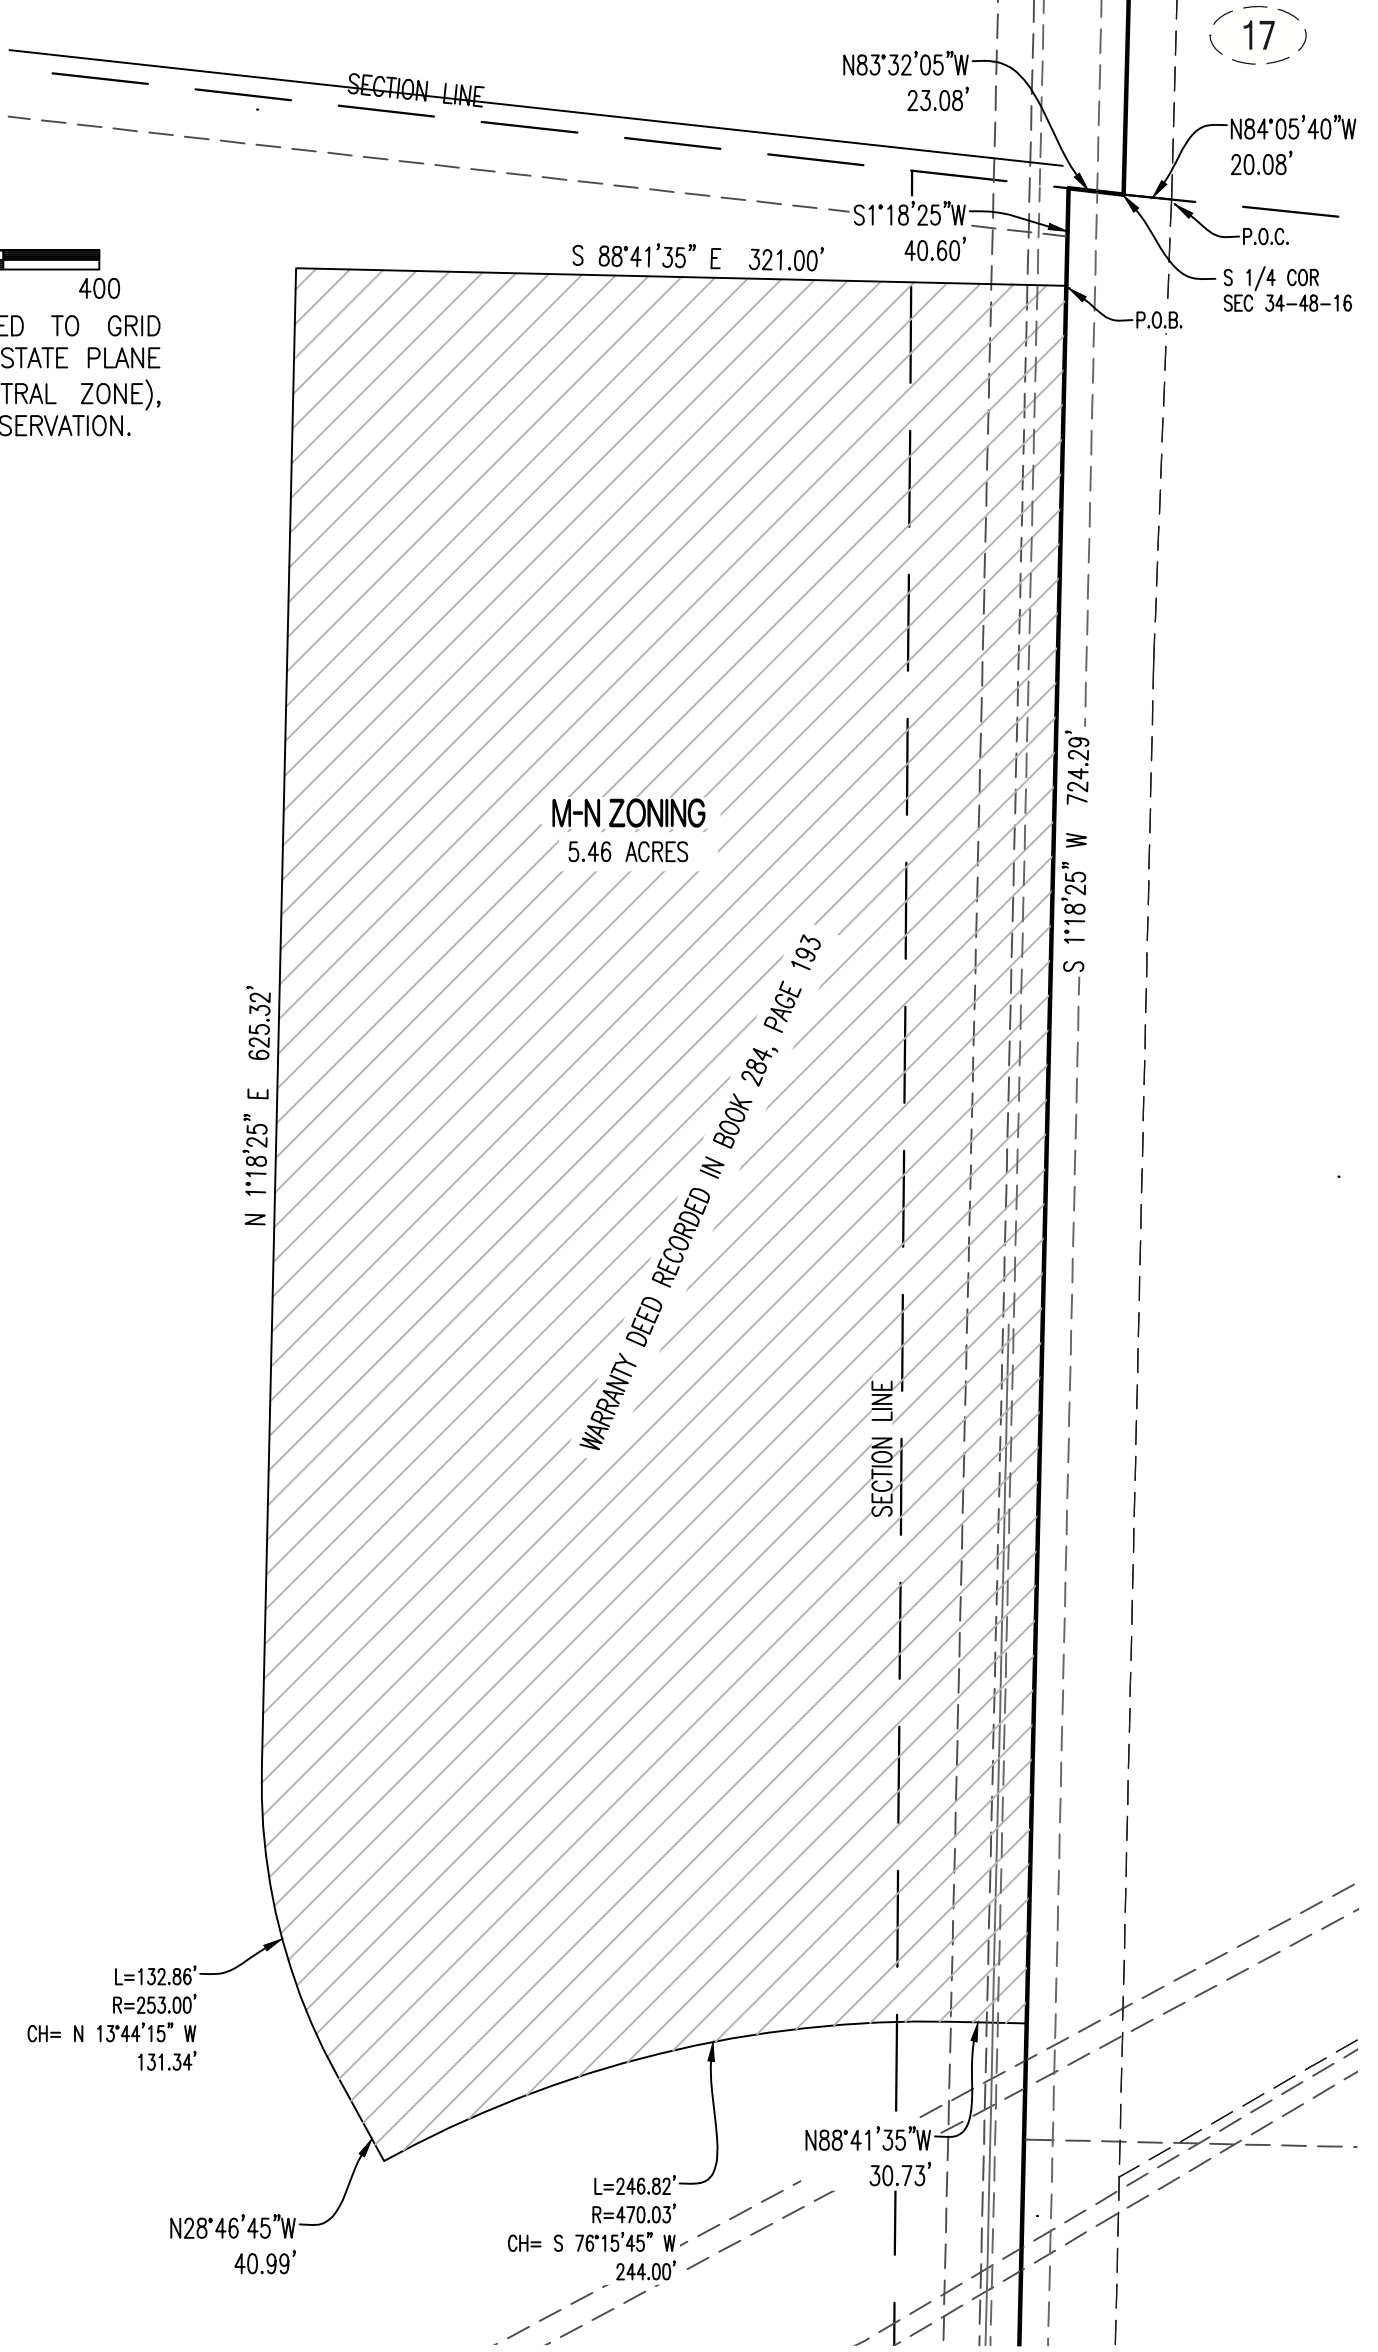 17
N83°32'05"W
23.08'
SECTION LINE
N84°05'40"W
20.08'
S1°18'25"W
40.60'
P.O.C.
S 88°41'35" E 321.00'
S 1/4 COR
SEC 34-48-16
400
P.O.B.
ED TO GRID
STATE PLANE
TRAL ZONE),
SERVATION.
S 1°18'25" W 724.29'
M-N ZONING
5.46 ACRES
WARRANTY DEED RECORDED IN BOOK 284, PAGE 193
N 1°18'25" E 625.32'
SECTION LINE
L=132.86'
R=253.00'
CH= N 13°44'15" W
131.34'
N88°41'35"W
30.73'
L=246.82'
R=470.03'
CH= S 76°15'45" W
244.00'
N28°46'45"W
40.99'